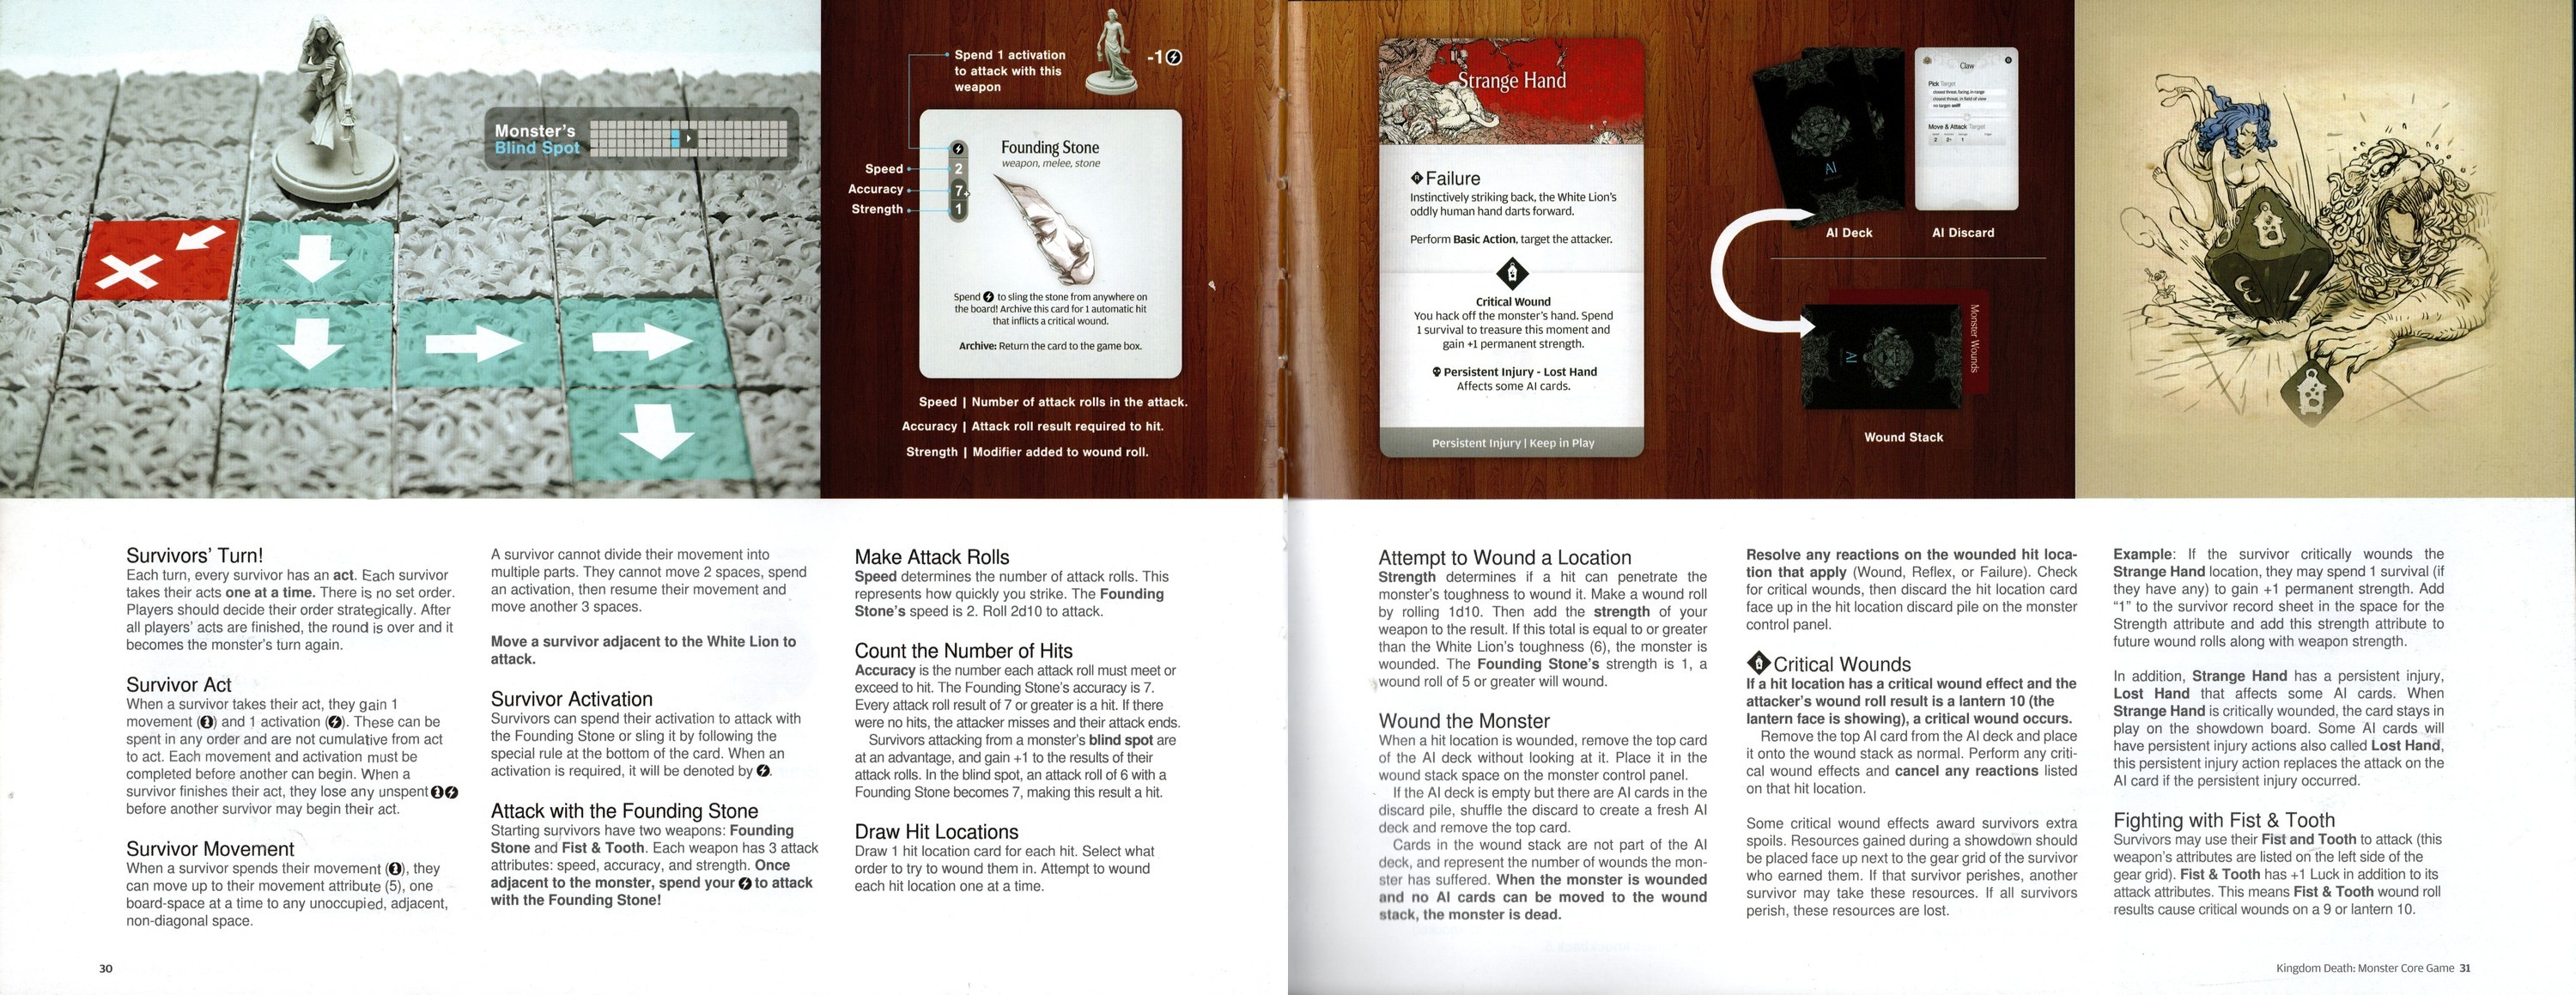 Monster's
Blind Spot
Spend 1 activation
to attack with this
weapon
-1
Founding Stone
weapon, melee, stone
Speed
2
Accuracy
7+
Strength
1
Spend to sling the stone from anywhere on
the board! Archive this card for 1 automatic hit
that inflicts a critical wound.
Archive: Return the card to the game box.
Speed | Number of attack rolls in the attack.
Accuracy | Attack roll result required to hit.
Strength | Modifier added to wound roll.
Strange Hand
Failure
Instinctively striking back, the White Lion's
oddly human hand darts forward.
Perform Basic Action, target the attacker.
Critical Wound
You hack off the monster's hand. Spend
1 survival to treasure this moment and
gain +1 permanent strength.
Persistent Injury - Lost Hand
Affects some AI cards.
Persistent Injury | Keep in Play
AI
Claw
Pick Target
closest threat, facing, in range
closest threat, in field of view
no target: sniff
Move & Attack Target
2 2+ 1
AI Deck
AI Discard
AI
Monster Wounds
Wound Stack
Survivors' Turn!
Each turn, every survivor has an act. Each survivor
takes their acts one at a time. There is no set order.
Players should decide their order strategically. After
all players' acts are finished, the round is over and it
becomes the monster's turn again.
Survivor Act
When a survivor takes their act, they gain 1
movement () and 1 activation (). These can be
spent in any order and are not cumulative from act
to act. Each movement and activation must be
completed before another can begin. When a
survivor finishes their act, they lose any unspent
before another survivor may begin their act.
Survivor Movement
When a survivor spends their movement (), they
can move up to their movement attribute (5), one
board-space at a time to any unoccupied, adjacent,
non-diagonal space.
A survivor cannot divide their movement into
multiple parts. They cannot move 2 spaces, spend
an activation, then resume their movement and
move another 3 spaces.
Move a survivor adjacent to the White Lion to
attack.
Survivor Activation
Survivors can spend their activation to attack with
the Founding Stone or sling it by following the
special rule at the bottom of the card. When an
activation is required, it will be denoted by .
Attack with the Founding Stone
Starting survivors have two weapons: Founding
Stone and Fist & Tooth. Each weapon has 3 attack
attributes: speed, accuracy, and strength. Once
adjacent to the monster, spend your to attack
with the Founding Stone!
Make Attack Rolls
Speed determines the number of attack rolls. This
represents how quickly you strike. The Founding
Stone's speed is 2. Roll 2d10 to attack.
Count the Number of Hits
Accuracy is the number each attack roll must meet or
exceed to hit. The Founding Stone's accuracy is 7.
Every attack roll result of 7 or greater is a hit. If there
were no hits, the attacker misses and their attack ends.
Survivors attacking from a monster's blind spot are
at an advantage, and gain +1 to the results of their
attack rolls. In the blind spot, an attack roll of 6 with a
Founding Stone becomes 7, making this result a hit.
Draw Hit Locations
Draw 1 hit location card for each hit. Select what
order to try to wound them in. Attempt to wound
each hit location one at a time.
30
Attempt to Wound a Location
Strength determines if a hit can penetrate the
monster's toughness to wound it. Make a wound roll
by rolling 1d10. Then add the strength of your
weapon to the result. If this total is equal to or greater
than the White Lion's toughness (6), the monster is
wounded. The Founding Stone's strength is 1, a
wound roll of 5 or greater will wound.
Wound the Monster
When a hit location is wounded, remove the top card
of the AI deck without looking at it. Place it in the
wound stack space on the monster control panel.
If the AI deck is empty but there are AI cards in the
discard pile, shuffle the discard to create a fresh AI
deck and remove the top card.
Cards in the wound stack are not part of the AI
deck, and represent the number of wounds the mon-
ster has suffered. When the monster is wounded
and no AI cards can be moved to the wound
stack, the monster is dead.
Resolve any reactions on the wounded hit loca-
tion that apply (Wound, Reflex, or Failure). Check
for critical wounds, then discard the hit location card
face up in the hit location discard pile on the monster
control panel.
Critical Wounds
If a hit location has a critical wound effect and the
attacker's wound roll result is a lantern 10 (the
lantern face is showing), a critical wound occurs.
Remove the top AI card from the AI deck and place
it onto the wound stack as normal. Perform any criti-
cal wound effects and cancel any reactions listed
on that hit location.
Some critical wound effects award survivors extra
spoils. Resources gained during a showdown should
be placed face up next to the gear grid of the survivor
who earned them. If that survivor perishes, another
survivor may take these resources. If all survivors
perish, these resources are lost.
Example: If the survivor critically wounds the
Strange Hand location, they may spend 1 survival (if
they have any) to gain +1 permanent strength. Add
"1" to the survivor record sheet in the space for the
Strength attribute and add this strength attribute to
future wound rolls along with weapon strength.
In addition, Strange Hand has a persistent injury,
Lost Hand that affects some AI cards. When
Strange Hand is critically wounded, the card stays in
play on the showdown board. Some AI cards will
have persistent injury actions also called Lost Hand,
this persistent injury action replaces the attack on the
AI card if the persistent injury occurred.
Fighting with Fist & Tooth
Survivors may use their Fist and Tooth to attack (this
weapon's attributes are listed on the left side of the
gear grid). Fist & Tooth has +1 Luck in addition to its
attack attributes. This means Fist & Tooth wound roll
results cause critical wounds on a 9 or lantern 10.
Kingdom Death: Monster Core Game 31